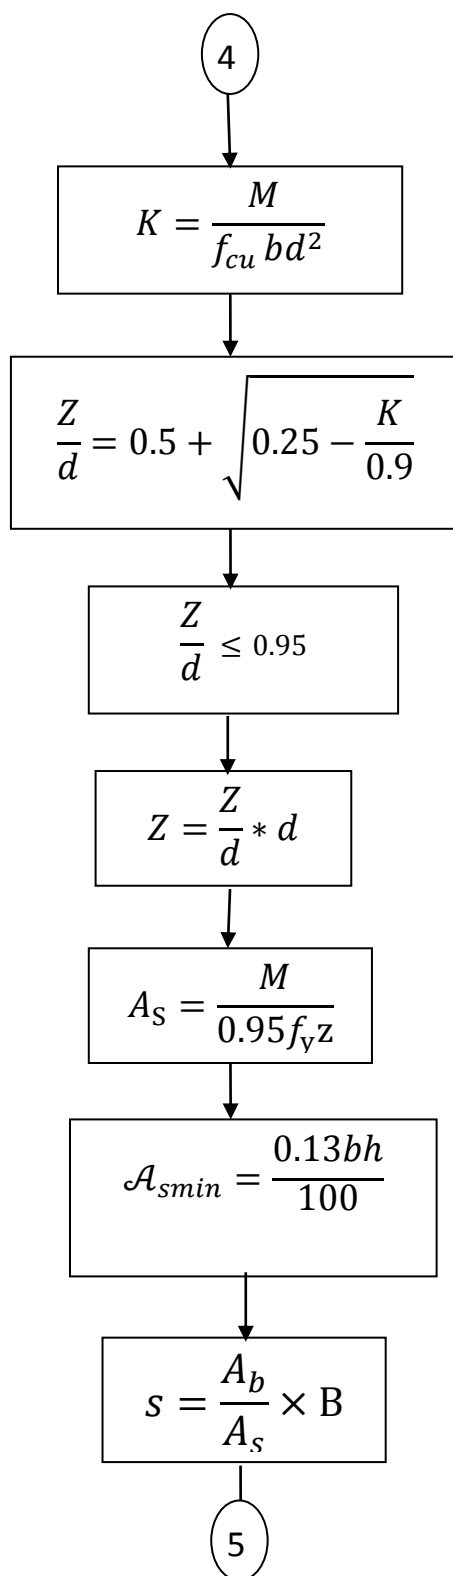 4
K = M / f_cu bd²
Z/d = 0.5 + √(0.25 − K/0.9)
Z/d ≤ 0.95
Z = Z/d * d
A_S = M / 0.95f_y z
𝒜_smin = 0.13bh / 100
s = A_b / A_s × B
5